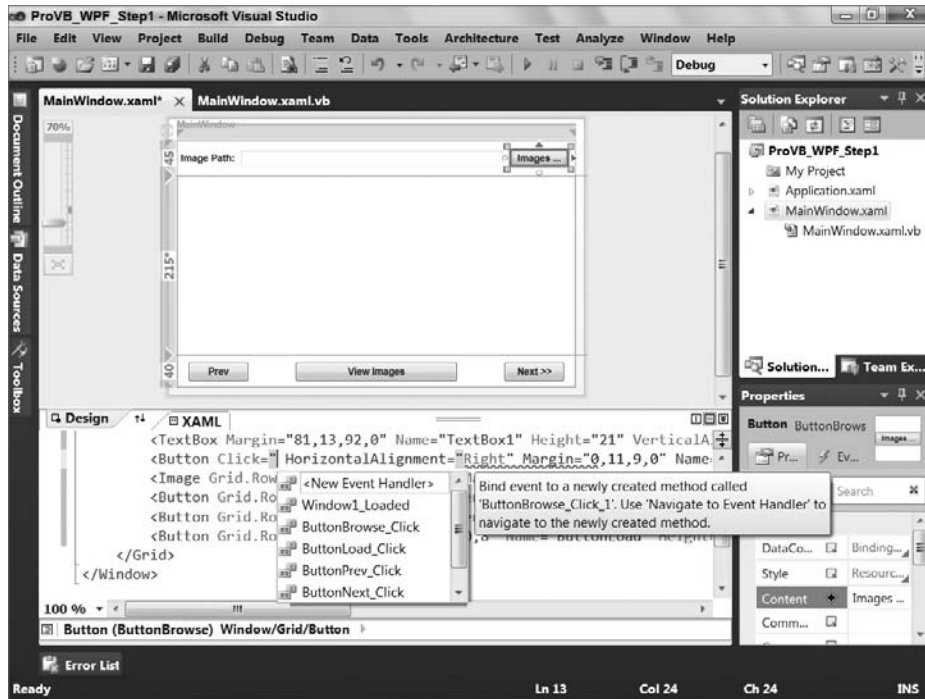 ProVB_WPF_Step1 - Microsoft Visual Studio
File Edit View Project Build Debug Team Data Tools Architecture Test Analyze Window Help
Debug
MainWindow.xaml* MainWindow.xaml.vb
Document Outline
Data Sources
Toolbox
70%
MainWindow
45
Image Path:
Images ...
215*
40
Prev View Images Next >>
Solution Explorer
ProVB_WPF_Step1
My Project
Application.xaml
MainWindow.xaml
MainWindow.xaml.vb
Solution... Team Ex...
Properties
Button ButtonBrows
Images ...
Pr... Ev...
Search
DataCo... Binding...
Style Resourc...
Content Images ...
Comm...
Design XAML
<TextBox Margin="81,13,92,0" Name="TextBox1" Height="21" VerticalA
<Button Click=" HorizontalAlignment="Right" Margin="0,11,9,0" Name
<Image Grid.Row
<Button Grid.Ro
<Button Grid.Ro
<Button Grid.Ro
</Grid>
</Window>
<New Event Handler>
Window1_Loaded
ButtonBrowse_Click
ButtonLoad_Click
ButtonPrev_Click
ButtonNext_Click
Bind event to a newly created method called
'ButtonBrowse_Click_1'. Use 'Navigate to Event Handler' to
navigate to the newly created method.
100 %
Button (ButtonBrowse) Window/Grid/Button
Error List
Ready Ln 13 Col 24 Ch 24 INS